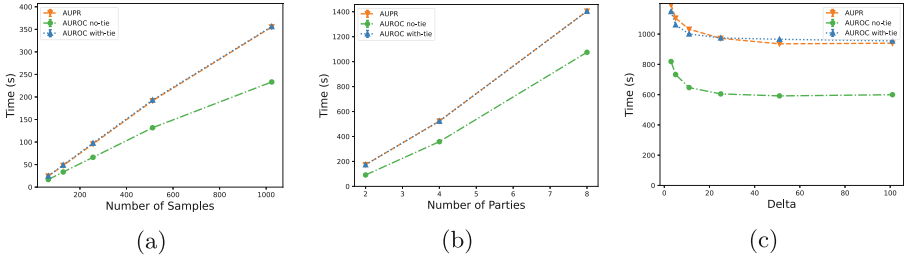 AUPR
AUROC no-tie
AUROC with-tie
Time (s)
400
350
300
250
200
150
100
50
0
200
400
600
800
1000
Number of Samples
(a)
AUPR
AUROC no-tie
AUROC with-tie
Time (s)
1400
1200
1000
800
600
400
200
0
2
3
4
5
6
7
8
Number of Parties
(b)
AUPR
AUROC no-tie
AUROC with-tie
Time (s)
1000
800
600
400
200
0
0
20
40
60
80
100
Delta
(c)